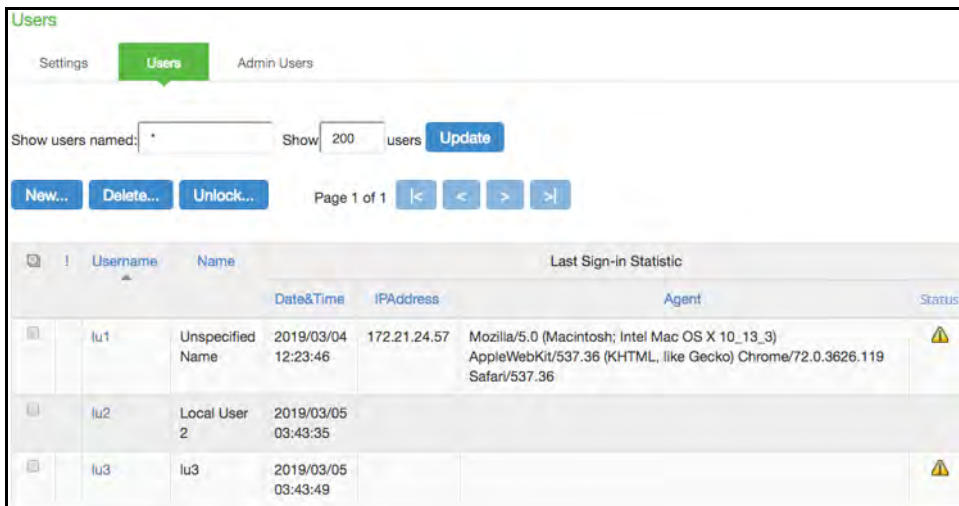 Users
Settings Users Admin Users
Show users named: * Show 200 users Update
New... Delete... Unlock... Page 1 of 1 |< < > >|
! Username Name Last Sign-in Statistic
Date&Time IPAddress Agent Status
lu1 Unspecified 2019/03/04 172.21.24.57 Mozilla/5.0 (Macintosh; Intel Mac OS X 10_13_3)
Name 12:23:46 AppleWebKit/537.36 (KHTML, like Gecko) Chrome/72.0.3626.119
Safari/537.36
lu2 Local User 2019/03/05
2 03:43:35
lu3 lu3 2019/03/05
03:43:49